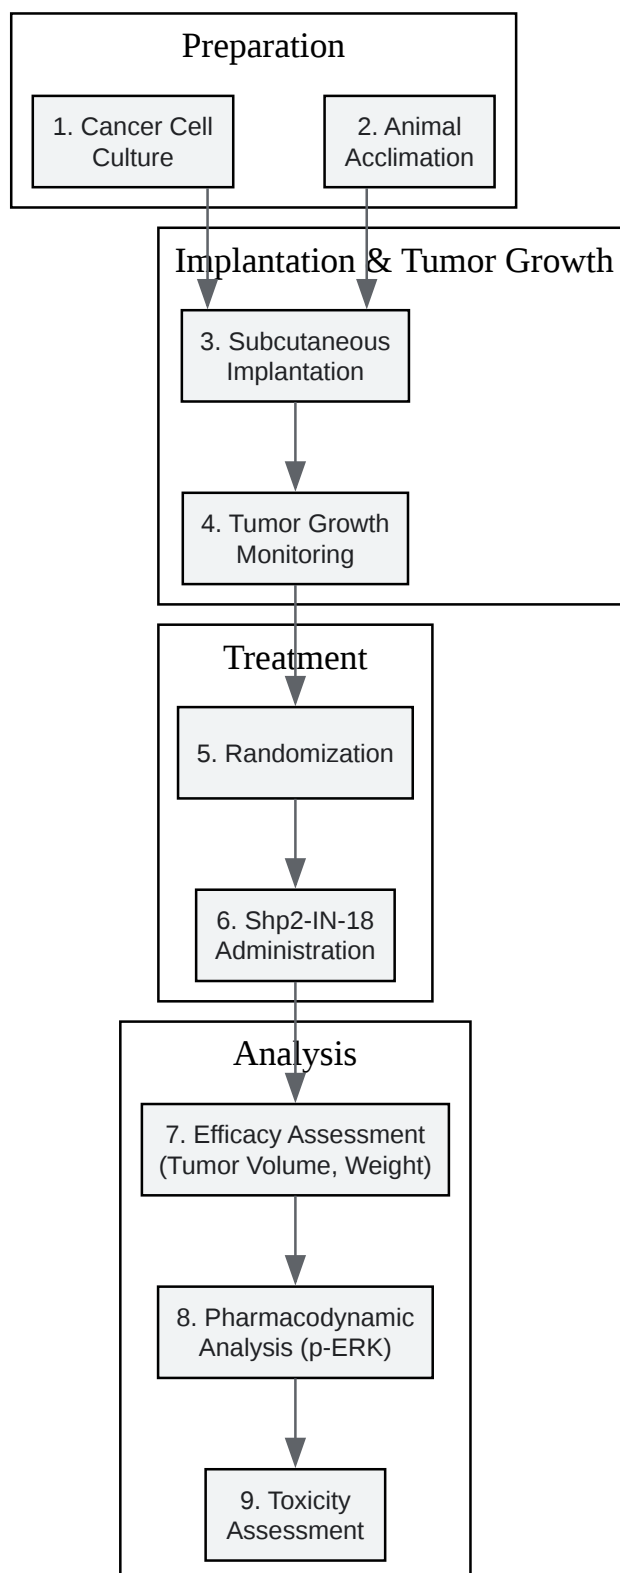 Preparation
1. Cancer Cell
Culture
2. Animal
Acclimation
Implantation & Tumor Growth
3. Subcutaneous
Implantation
4. Tumor Growth
Monitoring
Treatment
5. Randomization
6. Shp2-IN-18
Administration
Analysis
7. Efficacy Assessment
(Tumor Volume, Weight)
8. Pharmacodynamic
Analysis (p-ERK)
9. Toxicity
Assessment